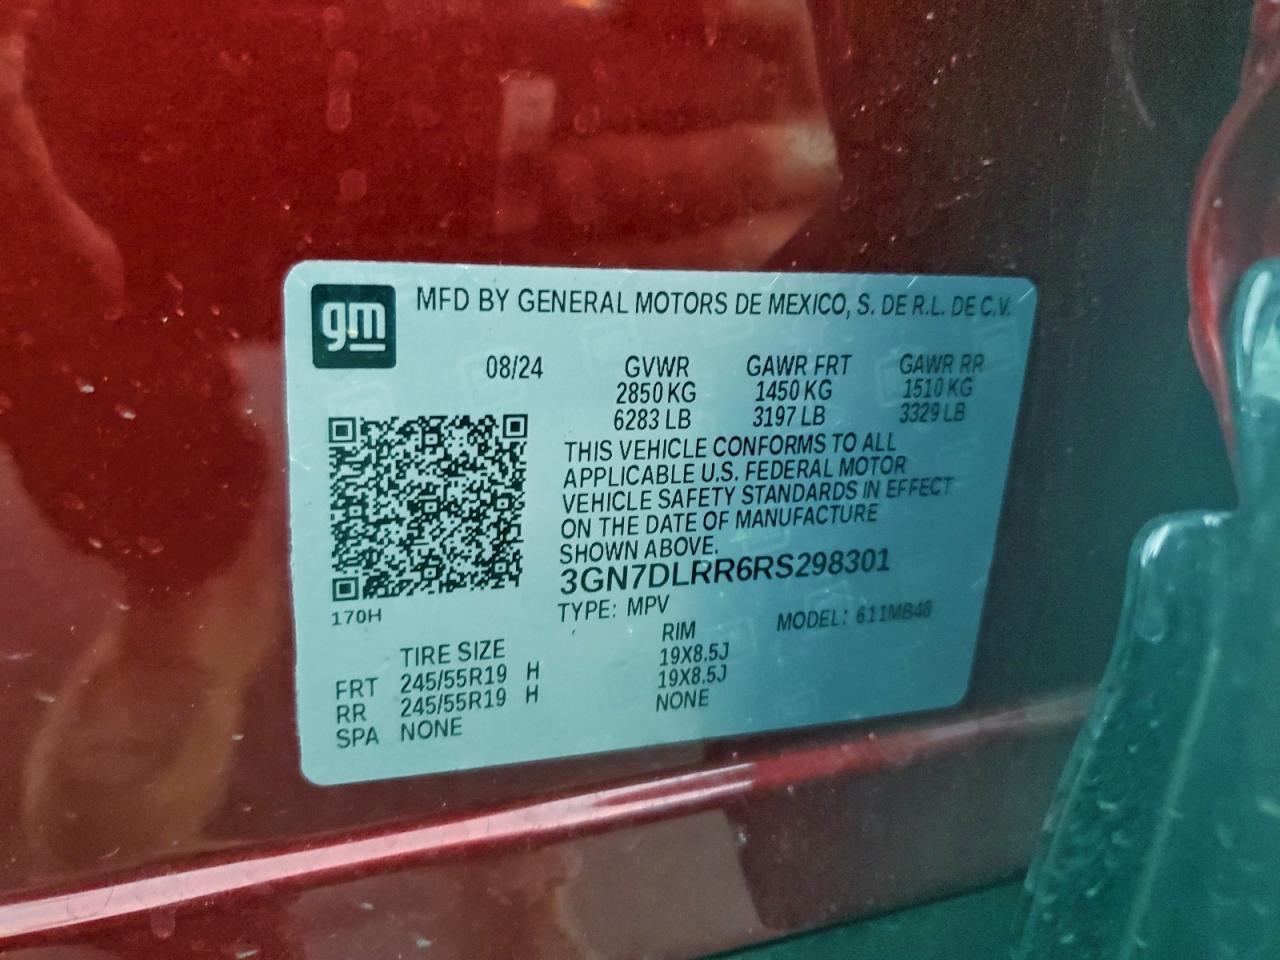 gm
MFD BY GENERAL MOTORS DE MEXICO, S. DE R.L. DE C.V.
08/24 GVWR GAWR FRT GAWR RR
2850 KG 1450 KG 1510 KG
6283 LB 3197 LB 3329 LB
THIS VEHICLE CONFORMS TO ALL
APPLICABLE U.S. FEDERAL MOTOR
VEHICLE SAFETY STANDARDS IN EFFECT
ON THE DATE OF MANUFACTURE
SHOWN ABOVE.
3GN7DLRR6RS298301
170H
TYPE: MPV MODEL: 611MB48
TIRE SIZE RIM
FRT 245/55R19 H 19X8.5J
RR 245/55R19 H 19X8.5J
SPA NONE NONE